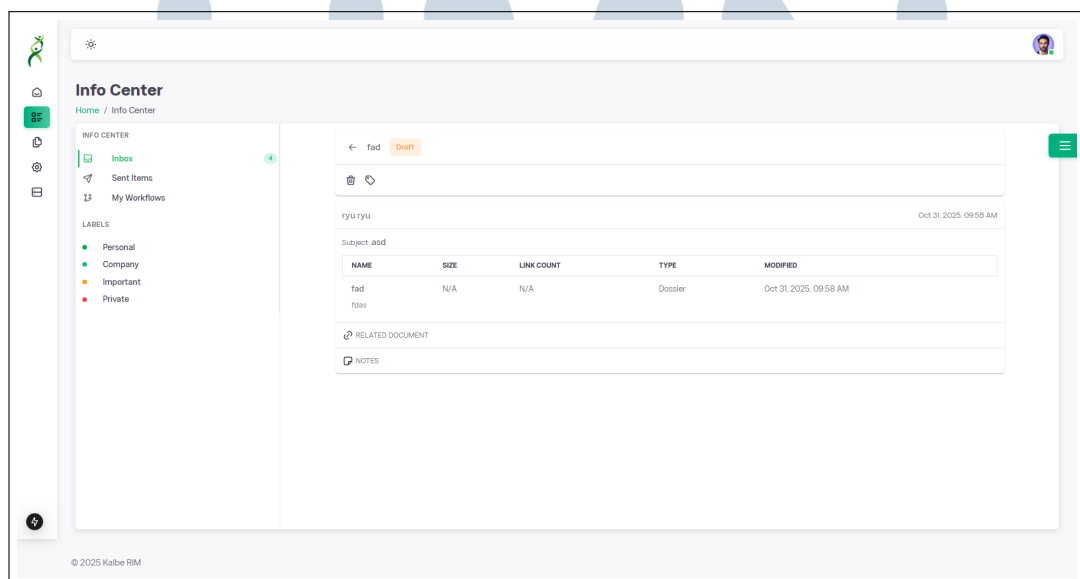 Info Center
Home / Info Center
INFO CENTER
Inbox 4
Sent Items
My Workflows
LABELS
Personal
Company
Important
Private
fad Draft
ryu ryu Oct 31, 2025, 09:58 AM
Subject: asd
NAME SIZE LINK COUNT TYPE MODIFIED
fad N/A N/A Dossier Oct 31, 2025, 09:58 AM
fdas
RELATED DOCUMENT
NOTES
© 2025 Kalbe RIM